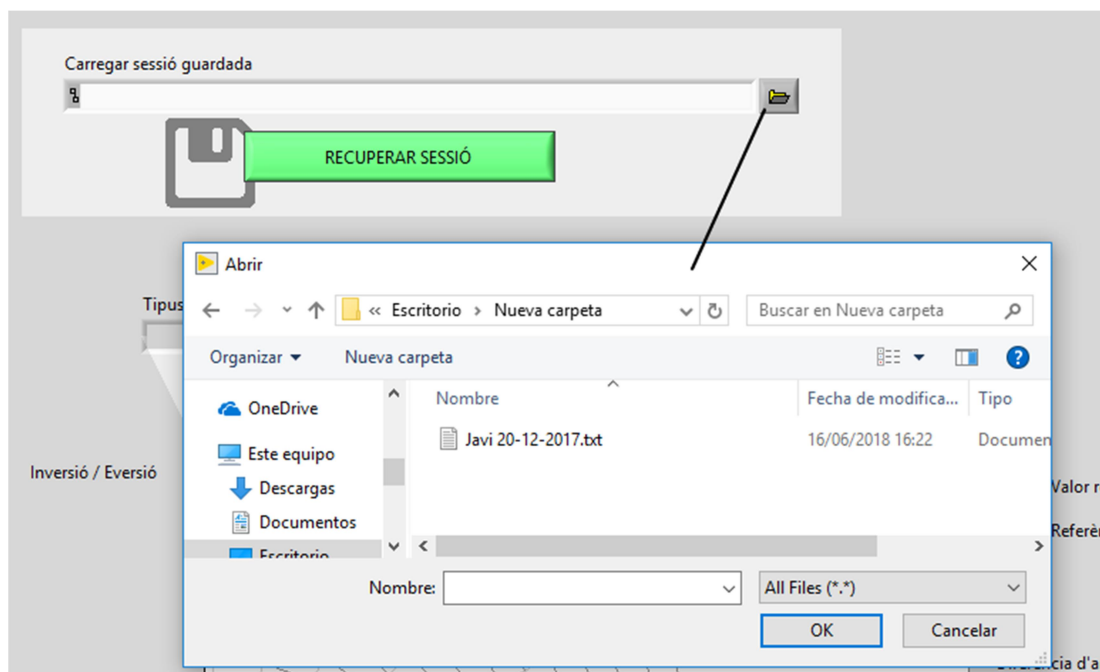 Carregar sessió guardada
RECUPERAR SESSIÓ
Abrir
Tipus
« Escritorio > Nueva carpeta
Buscar en Nueva carpeta
Organizar
Nueva carpeta
OneDrive
Nombre
Fecha de modifica...
Tipo
Javi 20-12-2017.txt
16/06/2018 16:22
Documen
Este equipo
Inversió / Eversió
Descargas
Valor r
Documentos
Referèn
Escritorio
Nombre:
All Files (*.*)
OK
Cancelar
cia d'a